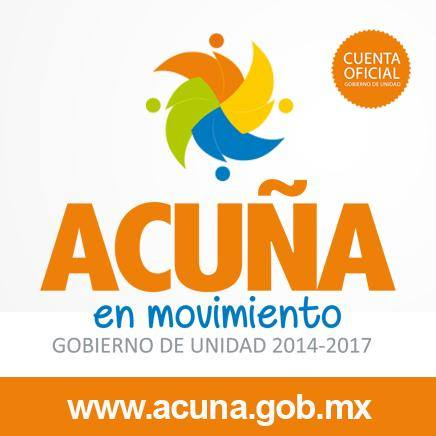 CUENTA
OFICIAL
GOBIERNO DE UNIDAD
ACUÑA
en movimiento
GOBIERNO DE UNIDAD 2014-2017
www.acuna.gob.mx